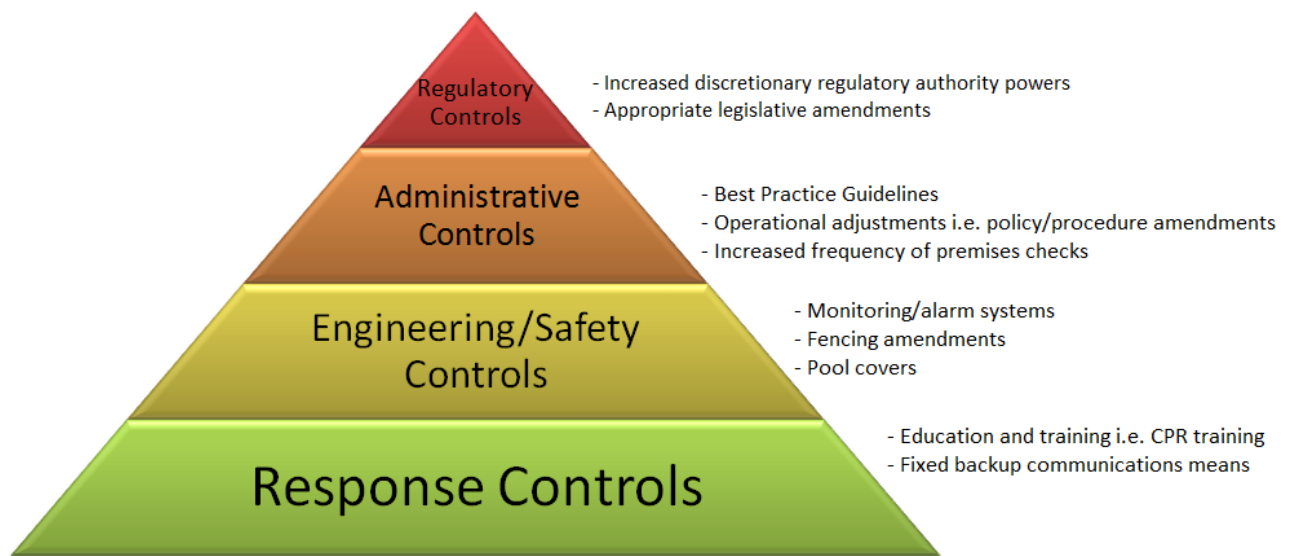 Regulatory
Controls
- Increased discretionary regulatory authority powers
- Appropriate legislative amendments
Administrative
Controls
- Best Practice Guidelines
- Operational adjustments i.e. policy/procedure amendments
- Increased frequency of premises checks
Engineering/Safety
Controls
- Monitoring/alarm systems
- Fencing amendments
- Pool covers
Response Controls
- Education and training i.e. CPR training
- Fixed backup communications means